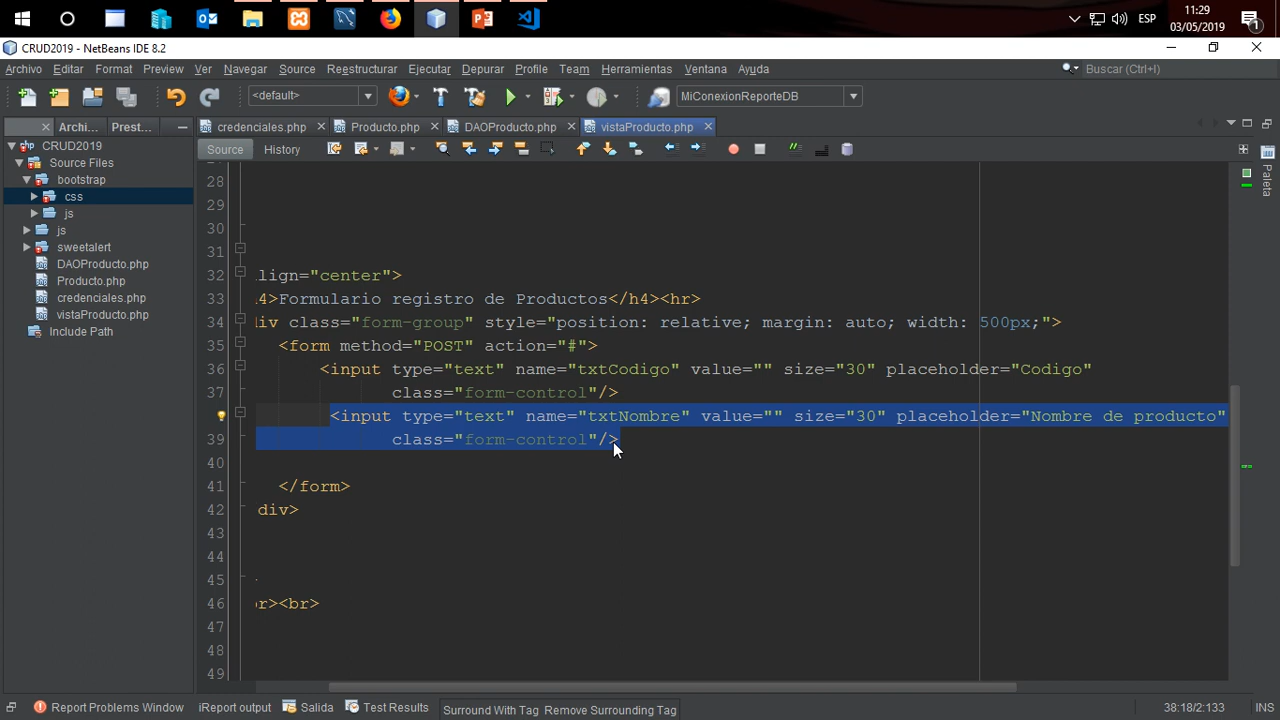 11:29
ESP
03/05/2019
CRUD2019 - NetBeans IDE 8.2
Archivo Editar Format Preview Ver Navegar Source Reestructurar Ejecutar Depurar Profile Team Herramientas Ventana Ayuda
Buscar (Ctrl+I)
<default>
MiConexionReporteDB
Archi... Prest...
credenciales.php Producto.php DAOProducto.php vistaProducto.php
Source History
Paleta
CRUD2019
Source Files
bootstrap
css
js
js
sweetalert
DAOProducto.php
Producto.php
credenciales.php
vistaProducto.php
Include Path
28
29
30
31
32 lign="center">
33 4>Formulario registro de Productos</h4><hr>
34 iv class="form-group" style="position: relative; margin: auto; width: 500px;">
35 <form method="POST" action="#">
36 <input type="text" name="txtCodigo" value="" size="30" placeholder="Codigo"
37 class="form-control"/>
<input type="text" name="txtNombre" value="" size="30" placeholder="Nombre de producto"
39 class="form-control"/>
40
41 </form>
42 div>
43
44
45
46 r><br>
47
48
49
Report Problems Window iReport output Salida Test Results Surround With Tag Remove Surrounding Tag 38:18/2:133 INS